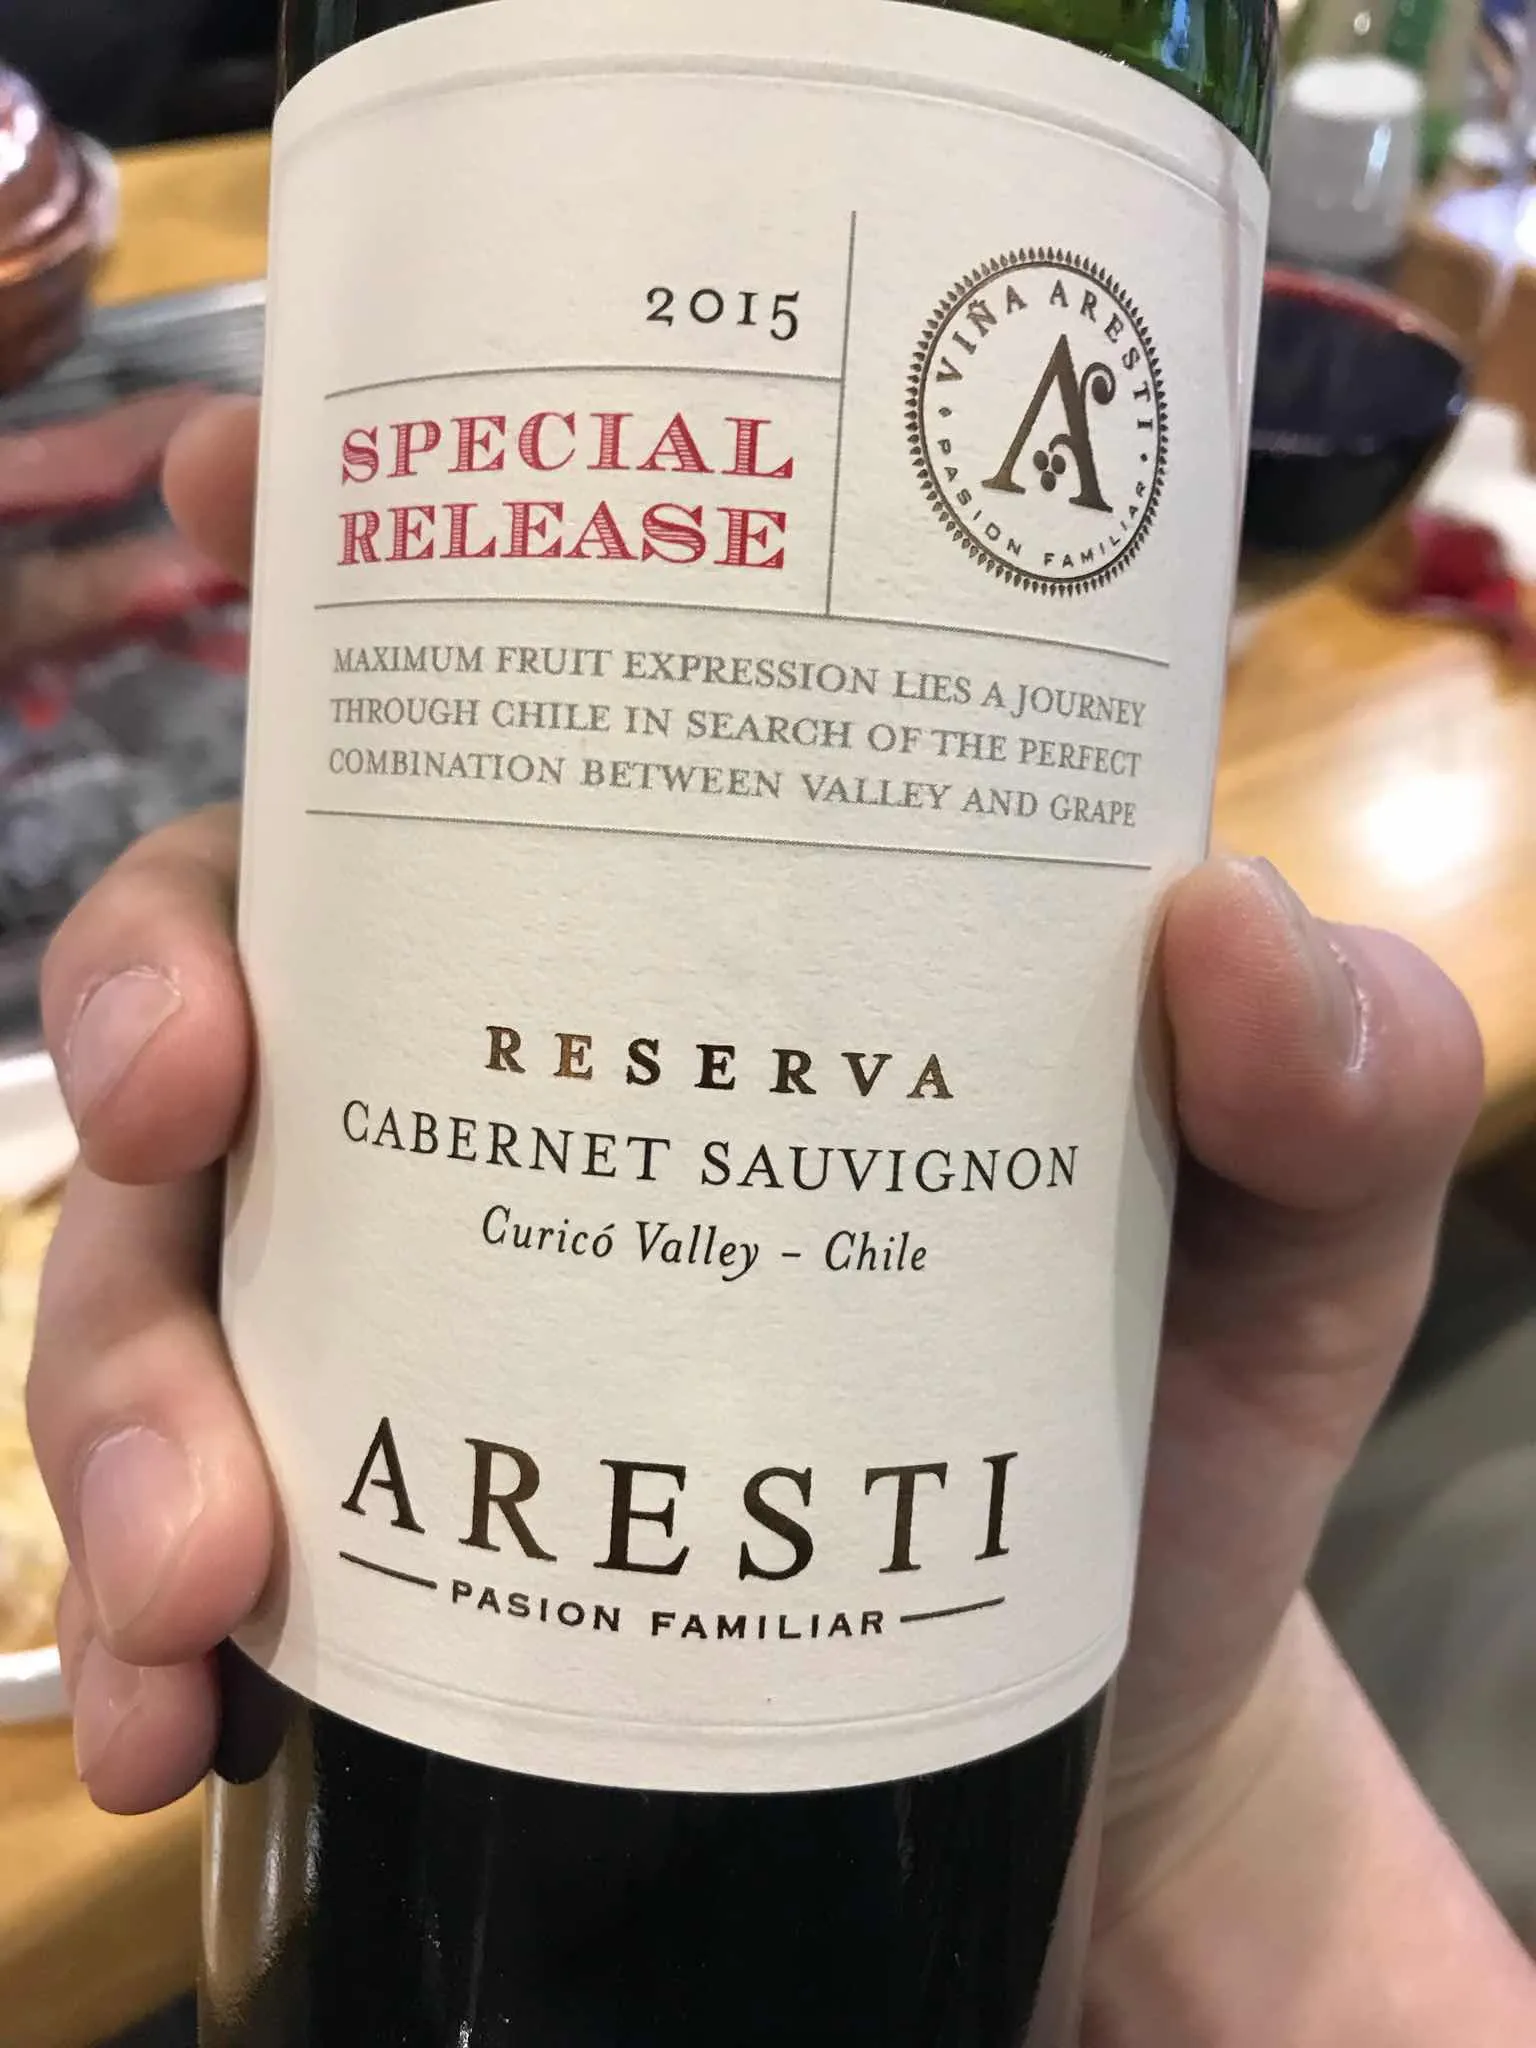 2015
SPECIAL
RELEASE
VIÑA ARESTI
A
• PASION FAMILIAR •
MAXIMUM FRUIT EXPRESSION LIES A JOURNEY
THROUGH CHILE IN SEARCH OF THE PERFECT
COMBINATION BETWEEN VALLEY AND GRAPE
RESERVA
CABERNET SAUVIGNON
Curicó Valley – Chile
ARESTI
PASION FAMILIAR